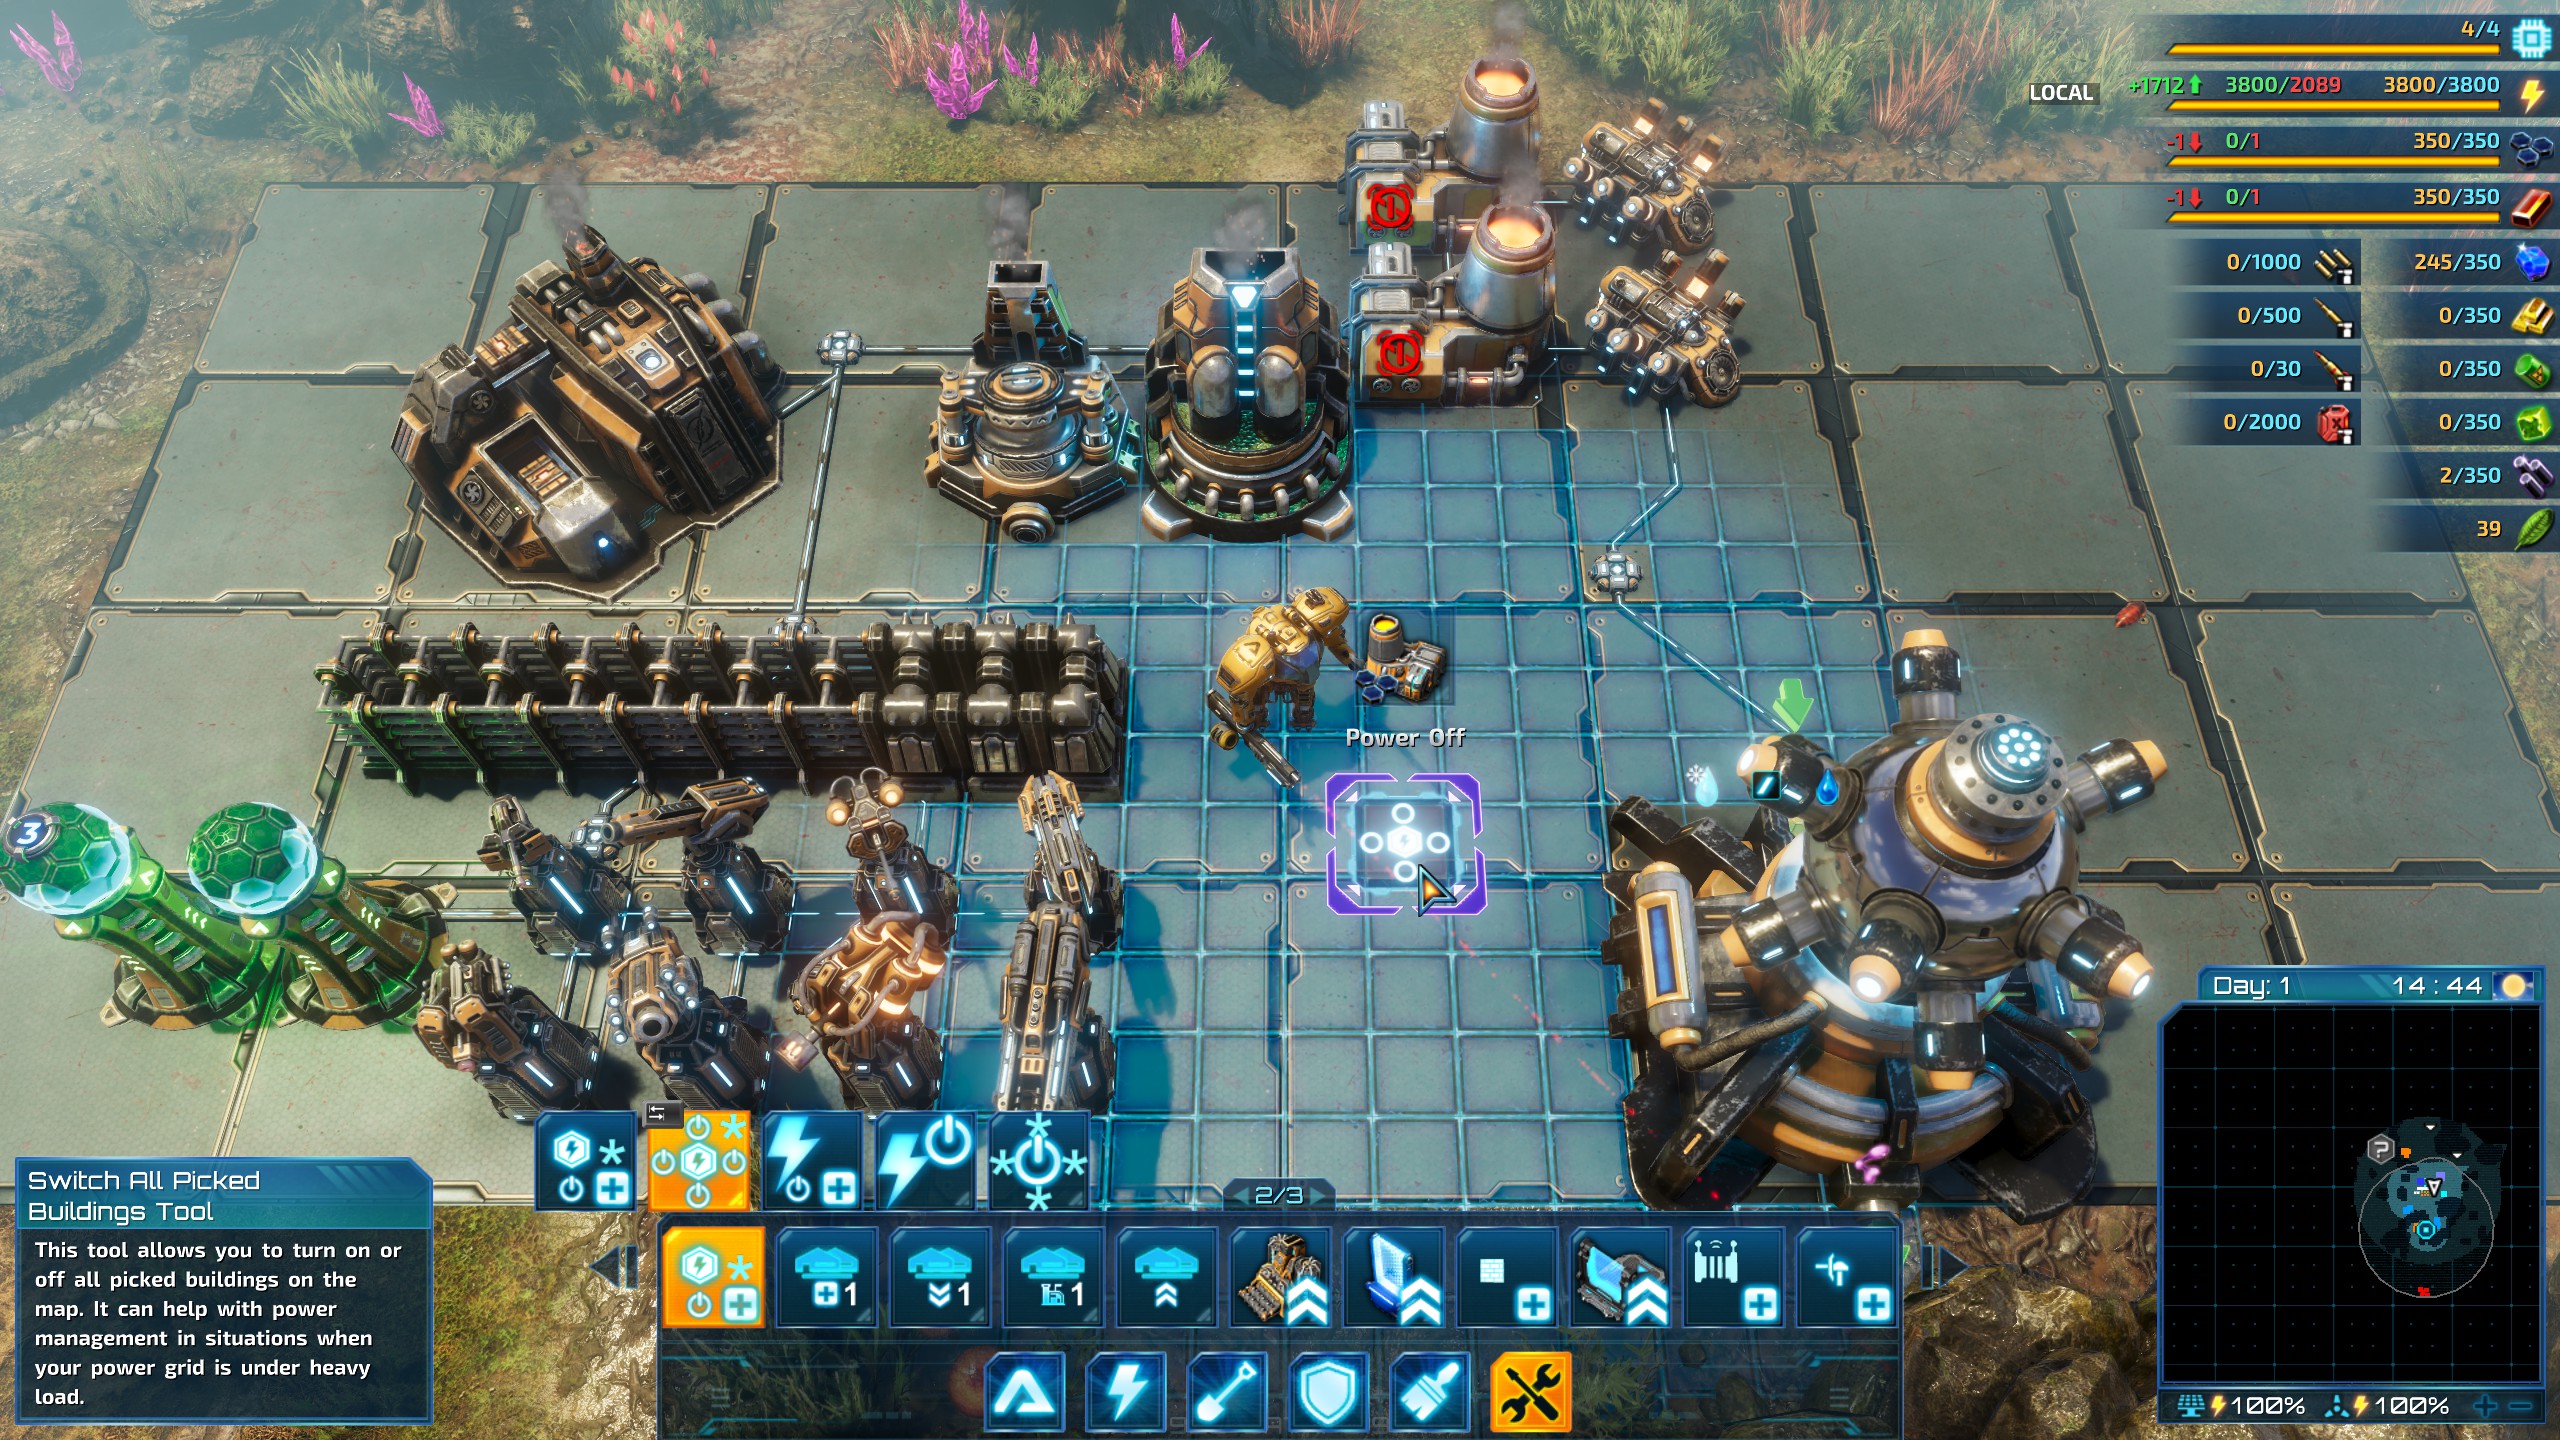 4/4
LOCAL
+1712 3800/2089 3800/3800
-1 0/1 350/350
-1 0/1 350/350
0/1000 245/350
0/500 0/350
0/30 0/350
0/2000 0/350
2/350
39
Power Off
3
Day: 1 14 : 44
Switch All Picked
Buildings Tool
This tool allows you to turn on or
off all picked buildings on the
map. It can help with power
management in situations when
your power grid is under heavy
load.
2/3
1
1
1
?
100% 100%